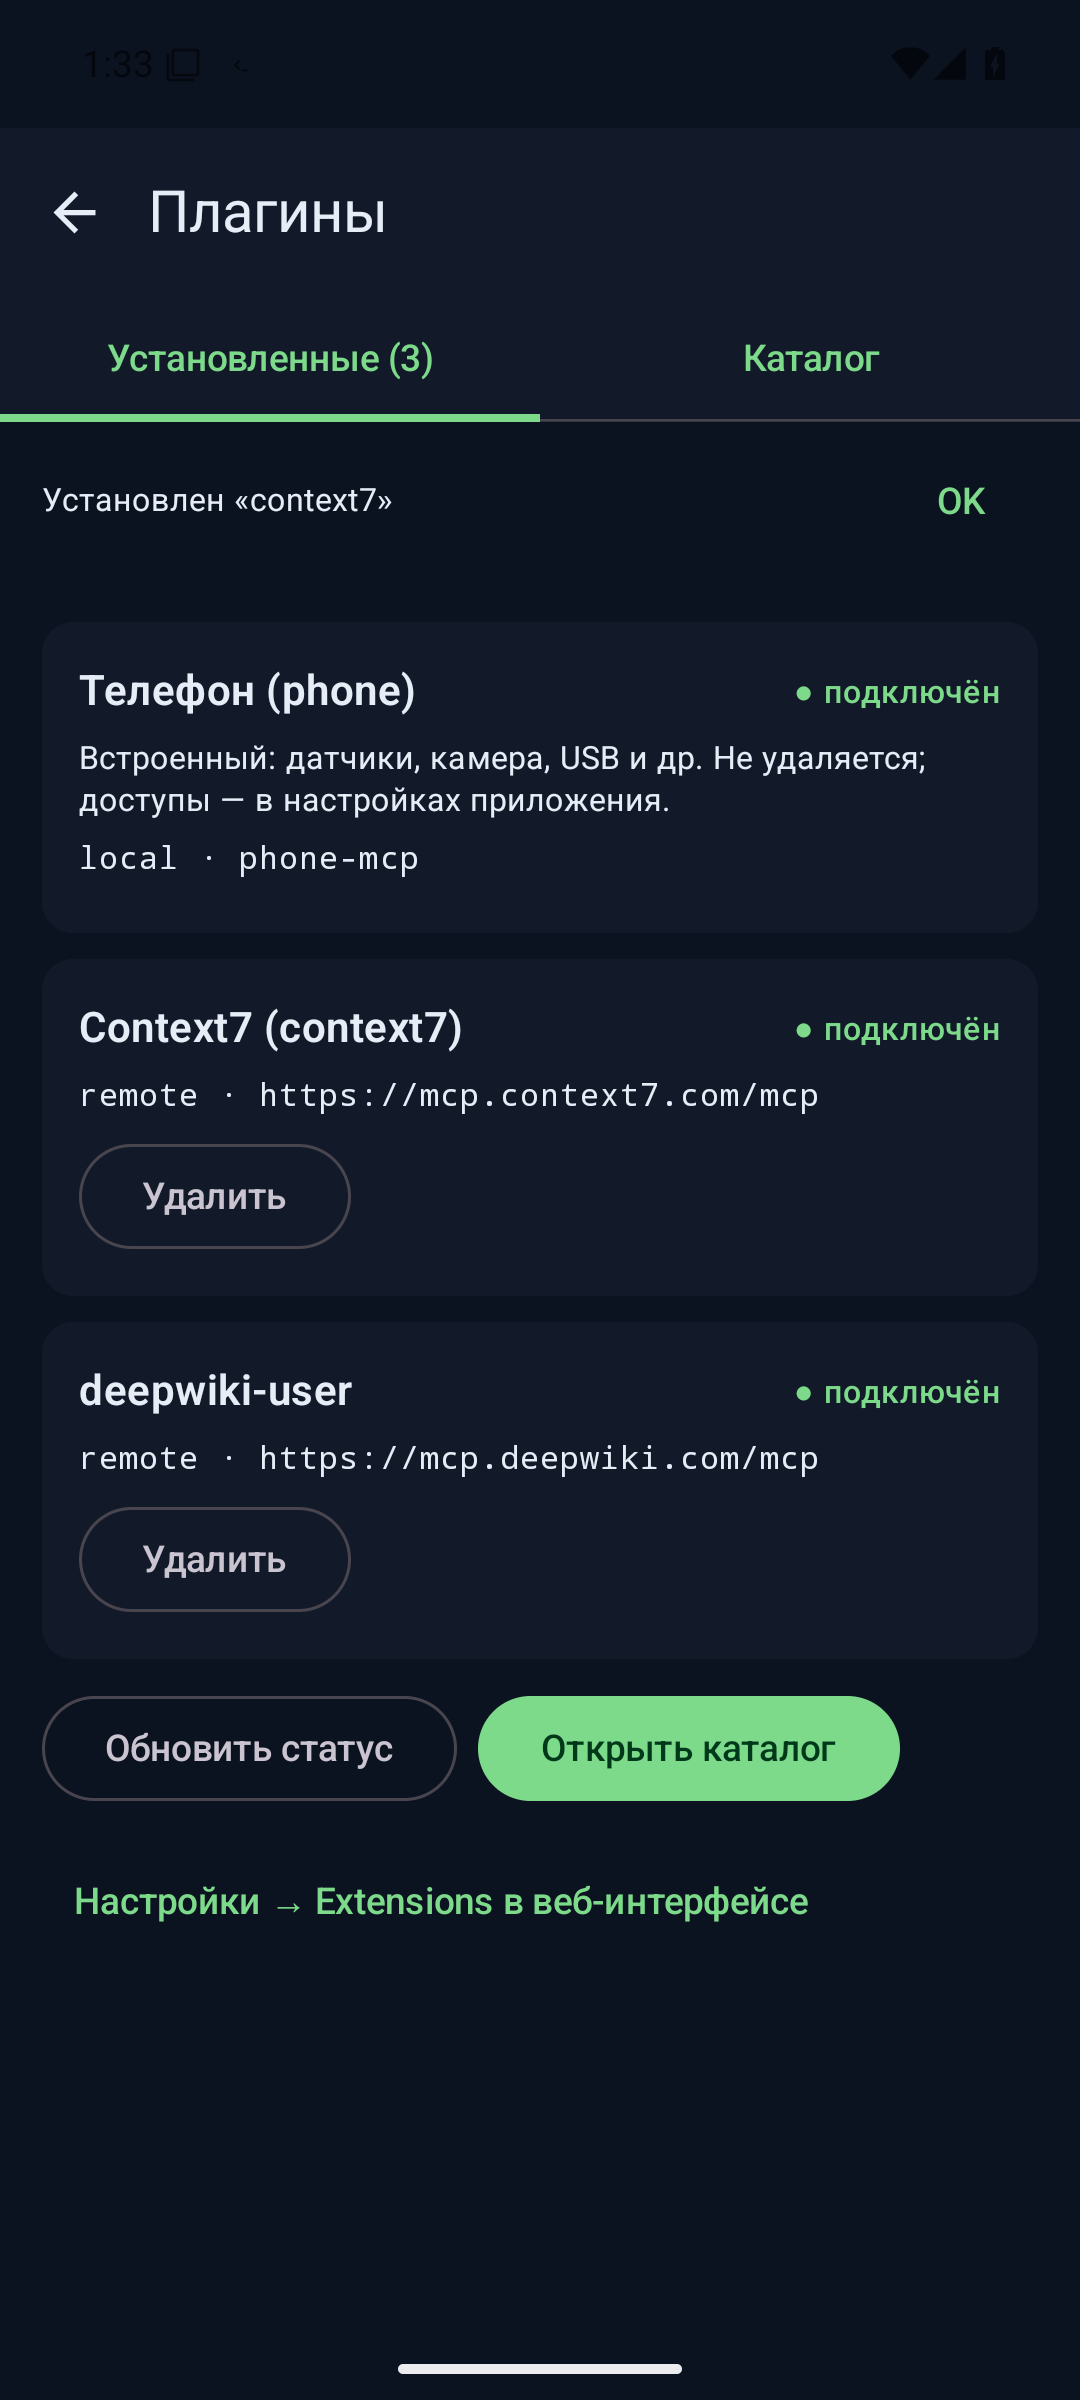 1:33
Плагины
Установленные (3)
Каталог
Установлен «context7»
OK
Телефон (phone)
● подключён
Встроенный: датчики, камера, USB и др. Не удаляется;
доступы — в настройках приложения.
local · phone-mcp
Context7 (context7)
● подключён
remote · https://mcp.context7.com/mcp
Удалить
deepwiki-user
● подключён
remote · https://mcp.deepwiki.com/mcp
Удалить
Обновить статус
Открыть каталог
Настройки → Extensions в веб-интерфейсе